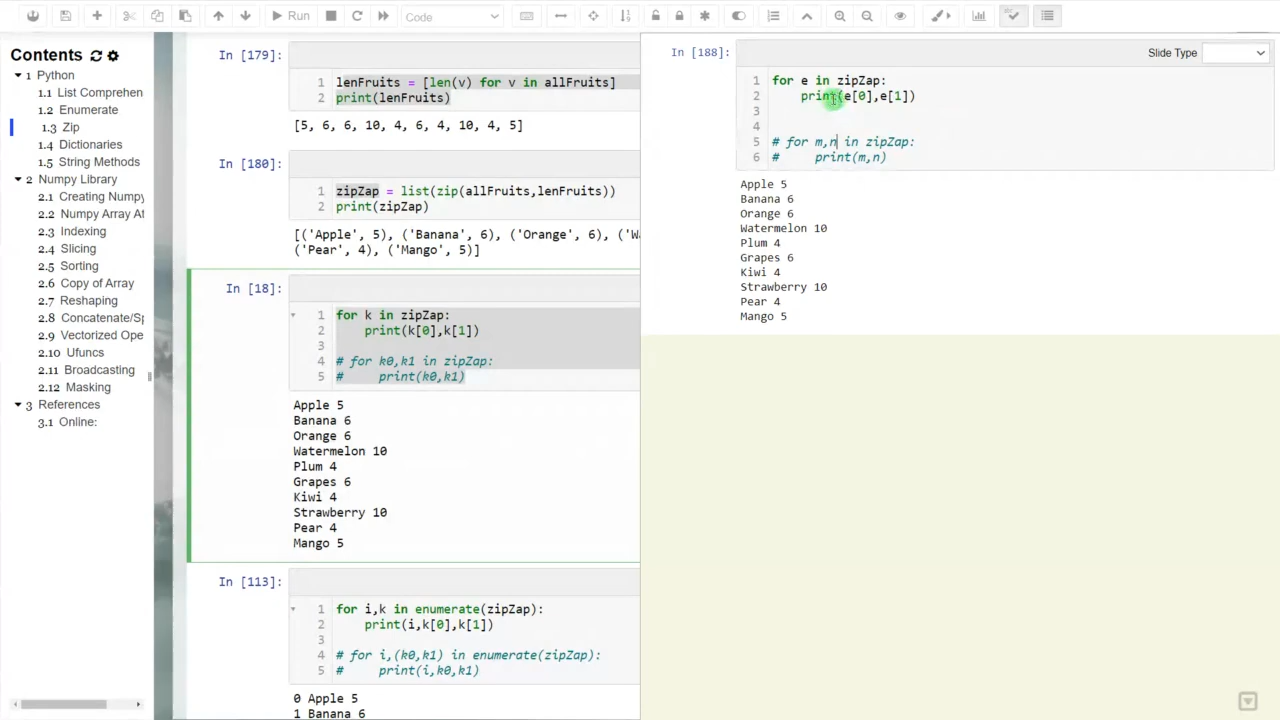 Run
Code
Contents
1 Python
1.1 List Comprehen
1.2 Enumerate
1.3 Zip
1.4 Dictionaries
1.5 String Methods
2 Numpy Library
2.1 Creating Numpy
2.2 Numpy Array At
2.3 Indexing
2.4 Slicing
2.5 Sorting
2.6 Copy of Array
2.7 Reshaping
2.8 Concatenate/Sp
2.9 Vectorized Ope
2.10 Ufuncs
2.11 Broadcasting
2.12 Masking
3 References
3.1 Online:
In [179]:
1 lenFruits = [len(v) for v in allFruits]
2 print(lenFruits)
[5, 6, 6, 10, 4, 6, 4, 10, 4, 5]
In [180]:
1 zipZap = list(zip(allFruits,lenFruits))
2 print(zipZap)
[('Apple', 5), ('Banana', 6), ('Orange', 6), ('Wa
('Pear', 4), ('Mango', 5)]
In [18]:
1 for k in zipZap:
2 print(k[0],k[1])
3
4 # for k0,k1 in zipZap:
5 # print(k0,k1)
Apple 5
Banana 6
Orange 6
Watermelon 10
Plum 4
Grapes 6
Kiwi 4
Strawberry 10
Pear 4
Mango 5
In [113]:
1 for i,k in enumerate(zipZap):
2 print(i,k[0],k[1])
3
4 # for i,(k0,k1) in enumerate(zipZap):
5 # print(i,k0,k1)
0 Apple 5
1 Banana 6
In [188]:
Slide Type
1 for e in zipZap:
2 print(e[0],e[1])
3
4
5 # for m,n in zipZap:
6 # print(m,n)
Apple 5
Banana 6
Orange 6
Watermelon 10
Plum 4
Grapes 6
Kiwi 4
Strawberry 10
Pear 4
Mango 5